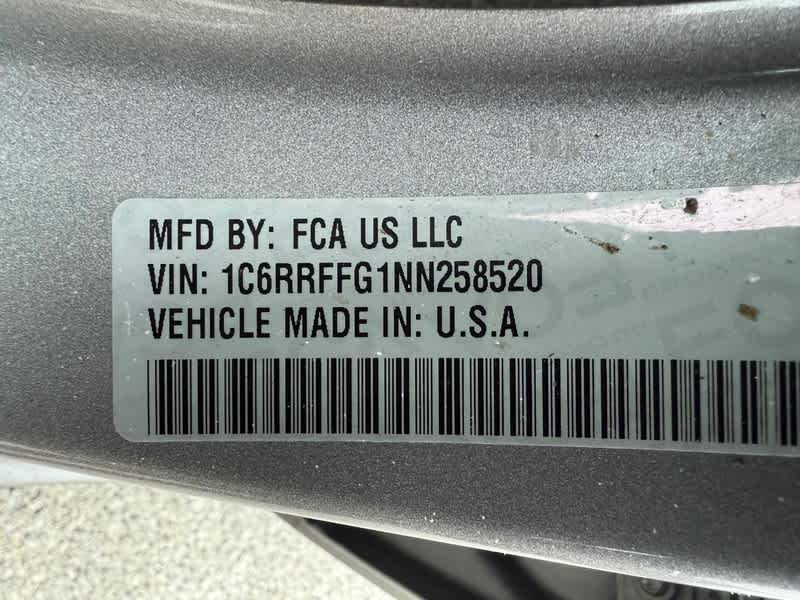 MFD BY: FCA US LLC
VIN: 1C6RRFFG1NN258520
VEHICLE MADE IN: U.S.A.